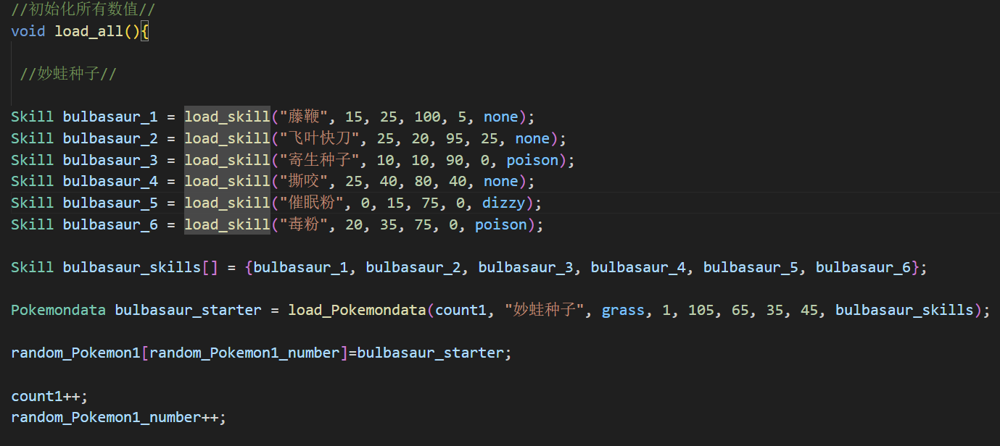 //初始化所有数值//
void load_all(){
//妙蛙种子//
Skill bulbasaur_1 = load_skill("藤鞭", 15, 25, 100, 5, none);
Skill bulbasaur_2 = load_skill("飞叶快刀", 25, 20, 95, 25, none);
Skill bulbasaur_3 = load_skill("寄生种子", 10, 10, 90, 0, poison);
Skill bulbasaur_4 = load_skill("撕咬", 25, 40, 80, 40, none);
Skill bulbasaur_5 = load_skill("催眠粉", 0, 15, 75, 0, dizzy);
Skill bulbasaur_6 = load_skill("毒粉", 20, 35, 75, 0, poison);
Skill bulbasaur_skills[] = {bulbasaur_1, bulbasaur_2, bulbasaur_3, bulbasaur_4, bulbasaur_5, bulbasaur_6};
Pokemondata bulbasaur_starter = load_Pokemondata(count1, "妙蛙种子", grass, 1, 105, 65, 35, 45, bulbasaur_skills);
random_Pokemon1[random_Pokemon1_number]=bulbasaur_starter;
count1++;
random_Pokemon1_number++;